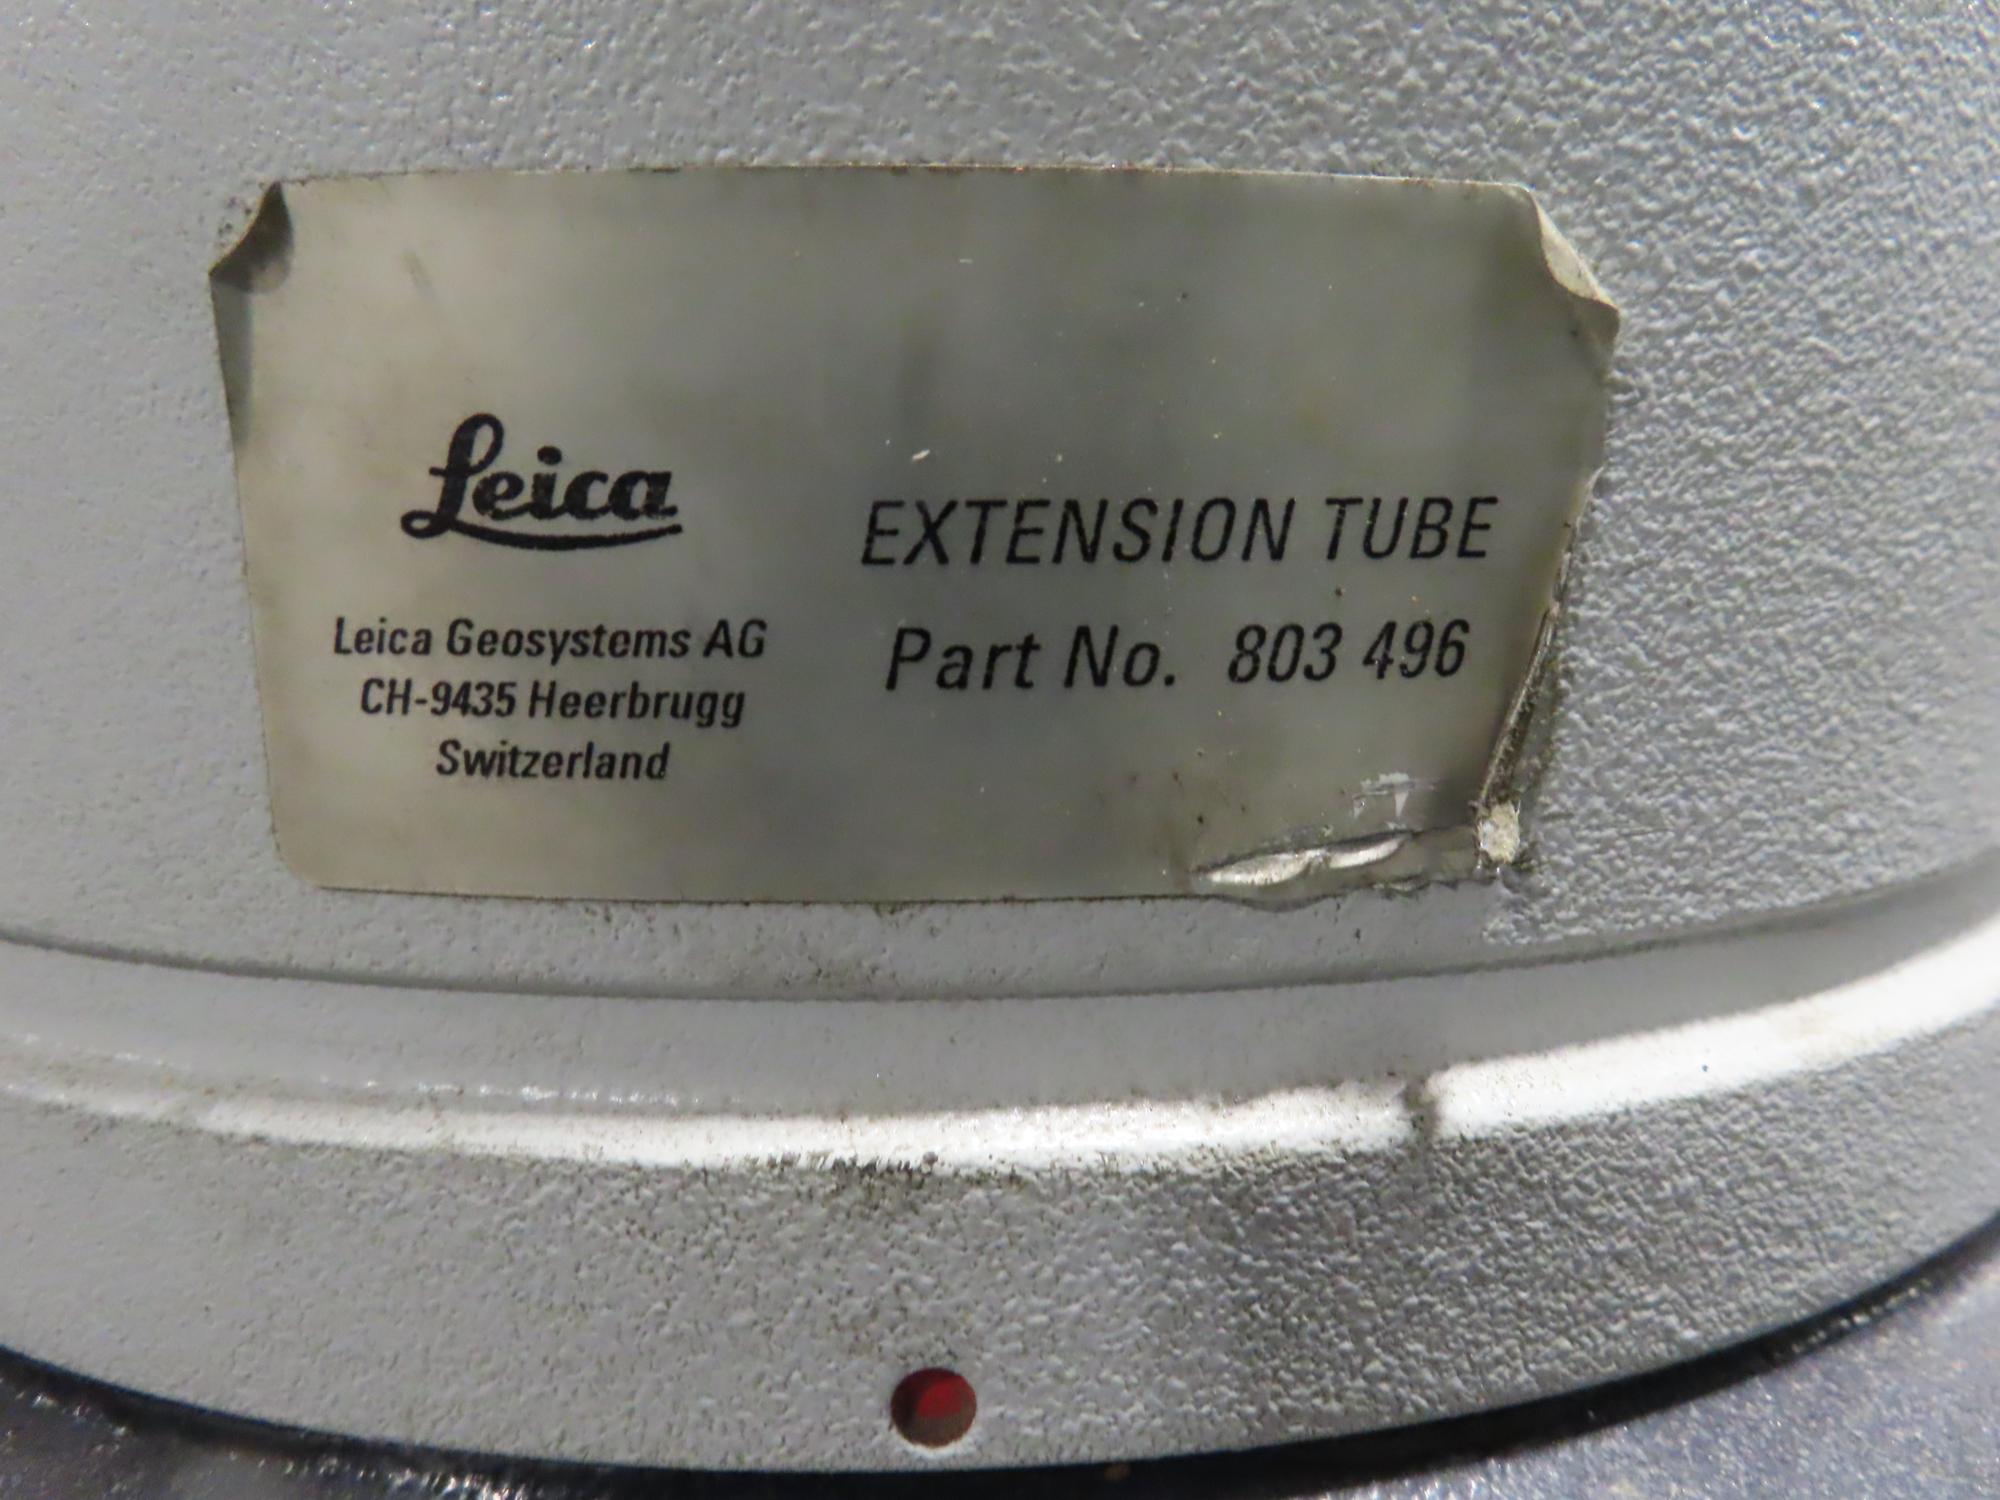 Leica
Leica Geosystems AG
CH-9435 Heerbrugg
Switzerland
EXTENSION TUBE
Part No. 803 496